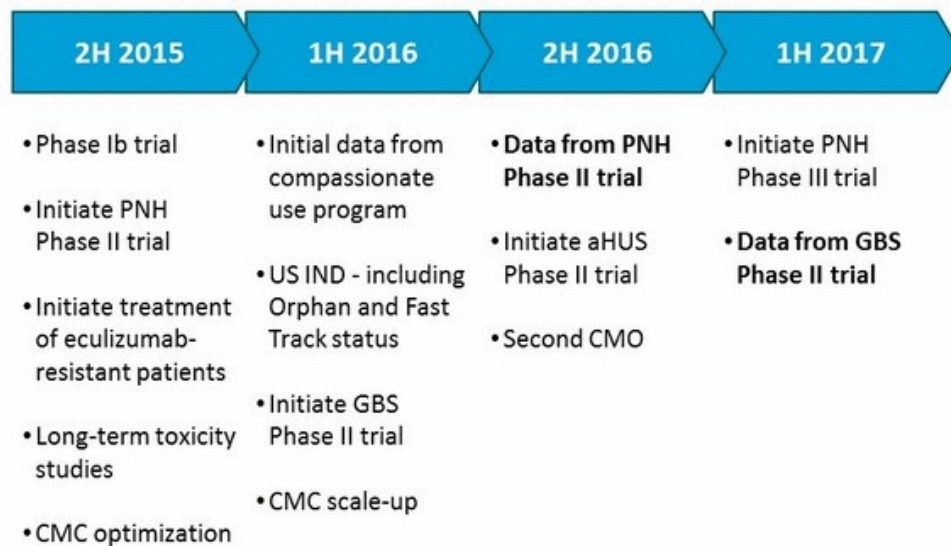 2H 2015
1H 2016
2H 2016
1H 2017
• Phase Ib trial
• Initiate PNH
Phase II trial
• Initiate treatment
of eculizumab-
resistant patients
• Long-term toxicity
studies
• CMC optimization
• Initial data from
compassionate
use program
• US IND - including
Orphan and Fast
Track status
• Initiate GBS
Phase II trial
• CMC scale-up
• Data from PNH
Phase II trial
• Initiate aHUS
Phase II trial
• Second CMO
• Initiate PNH
Phase III trial
• Data from GBS
Phase II trial